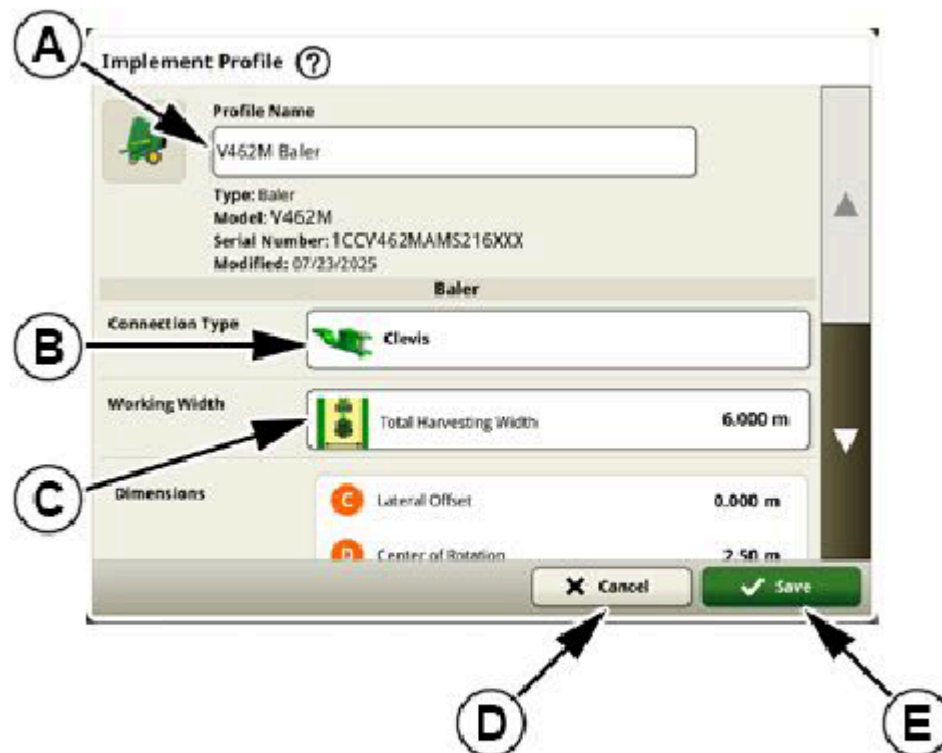 A
Implement Profile (?)
Profile Name
V462M Baler
Type: Baler
Model: V462M
Serial Number: 1CCV462MAMS216XXX
Modified: 07/23/2025
Baler
B
Connection Type
Clevis
Working Width
Total Harvesting Width 6.000 m
C
Dimensions
C Lateral Offset 0.000 m
D Center of Rotation 2.50 m
Cancel
Save
D
E